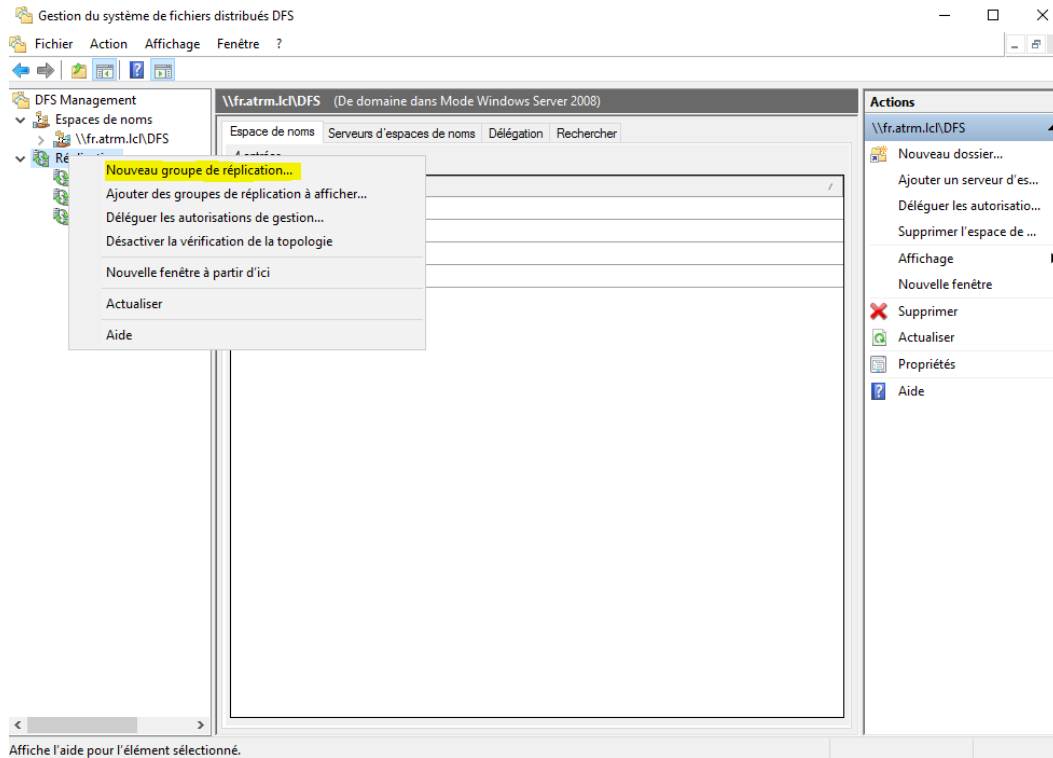 Gestion du système de fichiers distribués DFS
Fichier Action Affichage Fenêtre ?
DFS Management
Espaces de noms
\\fr.atrm.lcl\DFS
Nouveau groupe de réplication...
Ajouter des groupes de réplication à afficher...
Déléguer les autorisations de gestion...
Désactiver la vérification de la topologie
Nouvelle fenêtre à partir d'ici
Actualiser
Aide
\\fr.atrm.lcl\DFS (De domaine dans Mode Windows Server 2008)
Espace de noms Serveurs d'espaces de noms Délégation Rechercher
Actions
\\fr.atrm.lcl\DFS
Nouveau dossier...
Ajouter un serveur d'es...
Déléguer les autorisatio...
Supprimer l'espace de ...
Affichage
Nouvelle fenêtre
Supprimer
Actualiser
Propriétés
Aide
Affiche l'aide pour l'élément sélectionné.